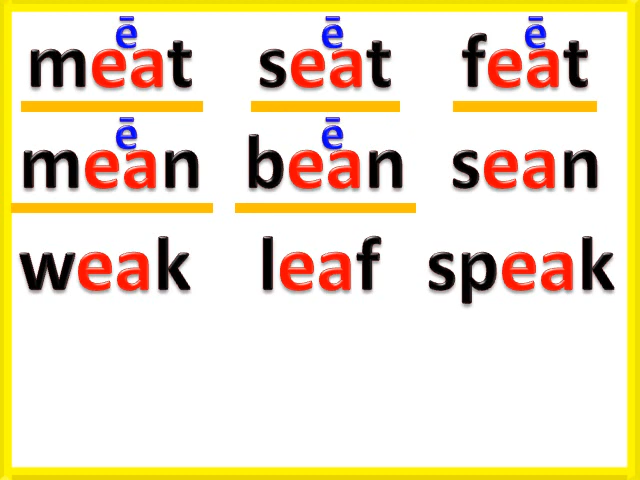 ē ē ē
meat seat feat
ē ē
mean bean sean
weak leaf speak